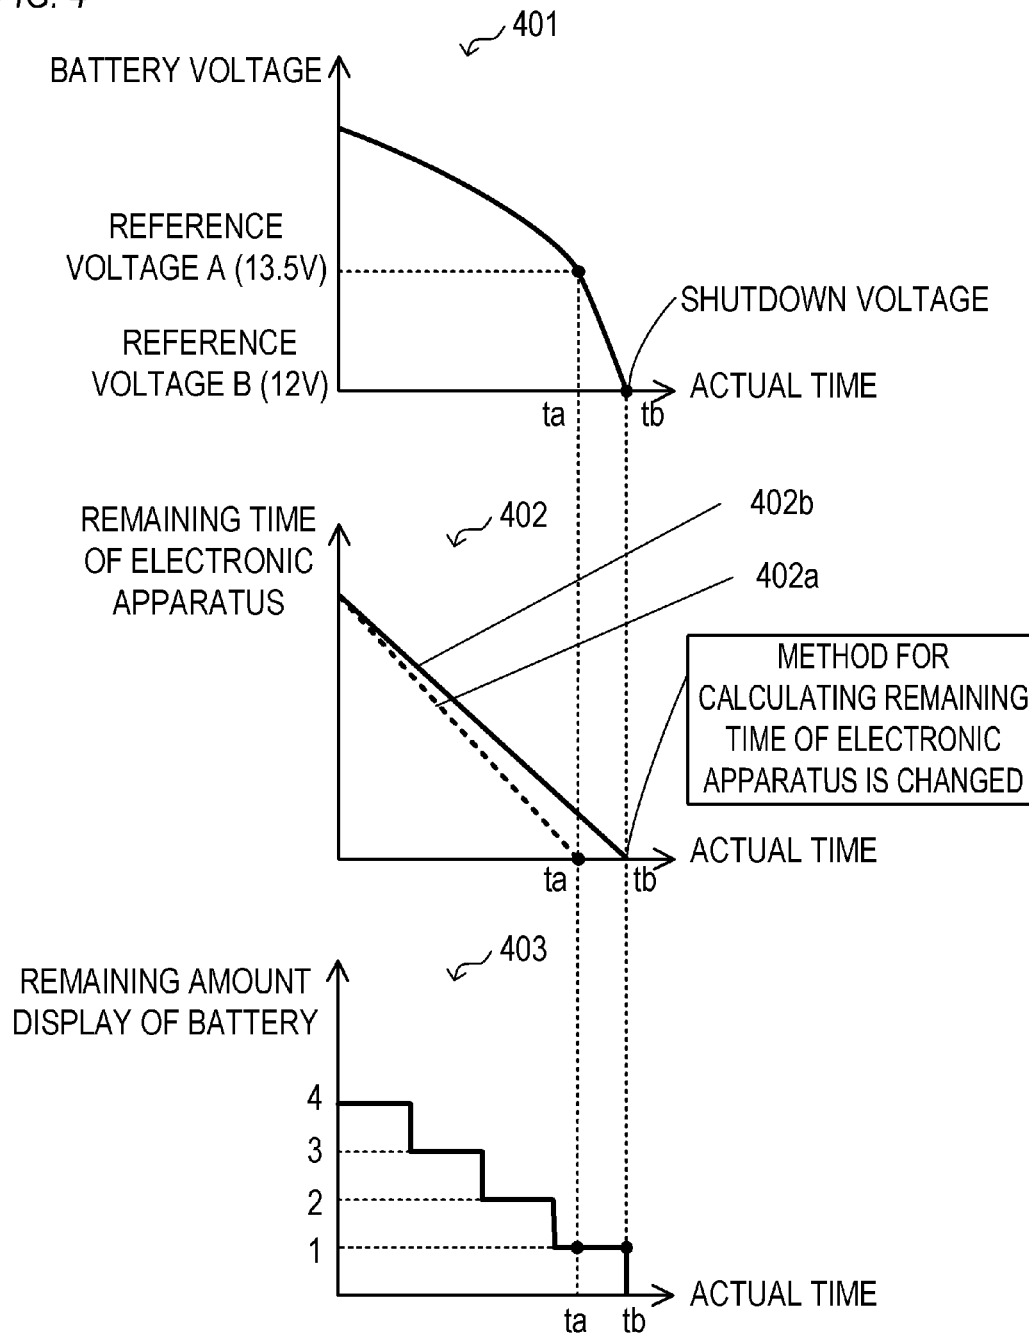 FIG. 4
401
BATTERY VOLTAGE
REFERENCE
VOLTAGE A (13.5V)
SHUTDOWN VOLTAGE
REFERENCE
VOLTAGE B (12V)
ACTUAL TIME
ta
tb
402
402b
REMAINING TIME
OF ELECTRONIC
APPARATUS
402a
METHOD FOR
CALCULATING REMAINING
TIME OF ELECTRONIC
APPARATUS IS CHANGED
ACTUAL TIME
ta
tb
403
REMAINING AMOUNT
DISPLAY OF BATTERY
4
3
2
1
ACTUAL TIME
ta
tb